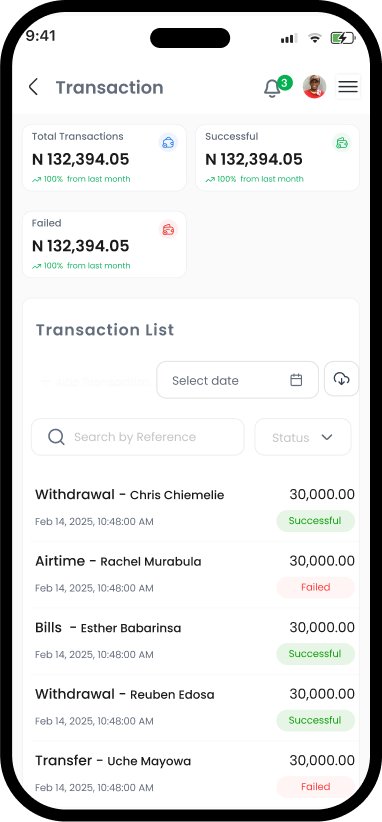 9:41
Transaction
3
Total Transactions
N 132,394.05
100% from last month
Successful
N 132,394.05
100% from last month
Failed
N 132,394.05
100% from last month
Transaction List
Select date
Search by Reference
Status
Withdrawal - Chris Chiemelie
30,000.00
Feb 14, 2025, 10:48:00 AM
Successful
Airtime - Rachel Murabula
30,000.00
Feb 14, 2025, 10:48:00 AM
Failed
Bills - Esther Babarinsa
30,000.00
Feb 14, 2025, 10:48:00 AM
Successful
Withdrawal - Reuben Edosa
30,000.00
Feb 14, 2025, 10:48:00 AM
Successful
Transfer - Uche Mayowa
30,000.00
Feb 14, 2025, 10:48:00 AM
Failed